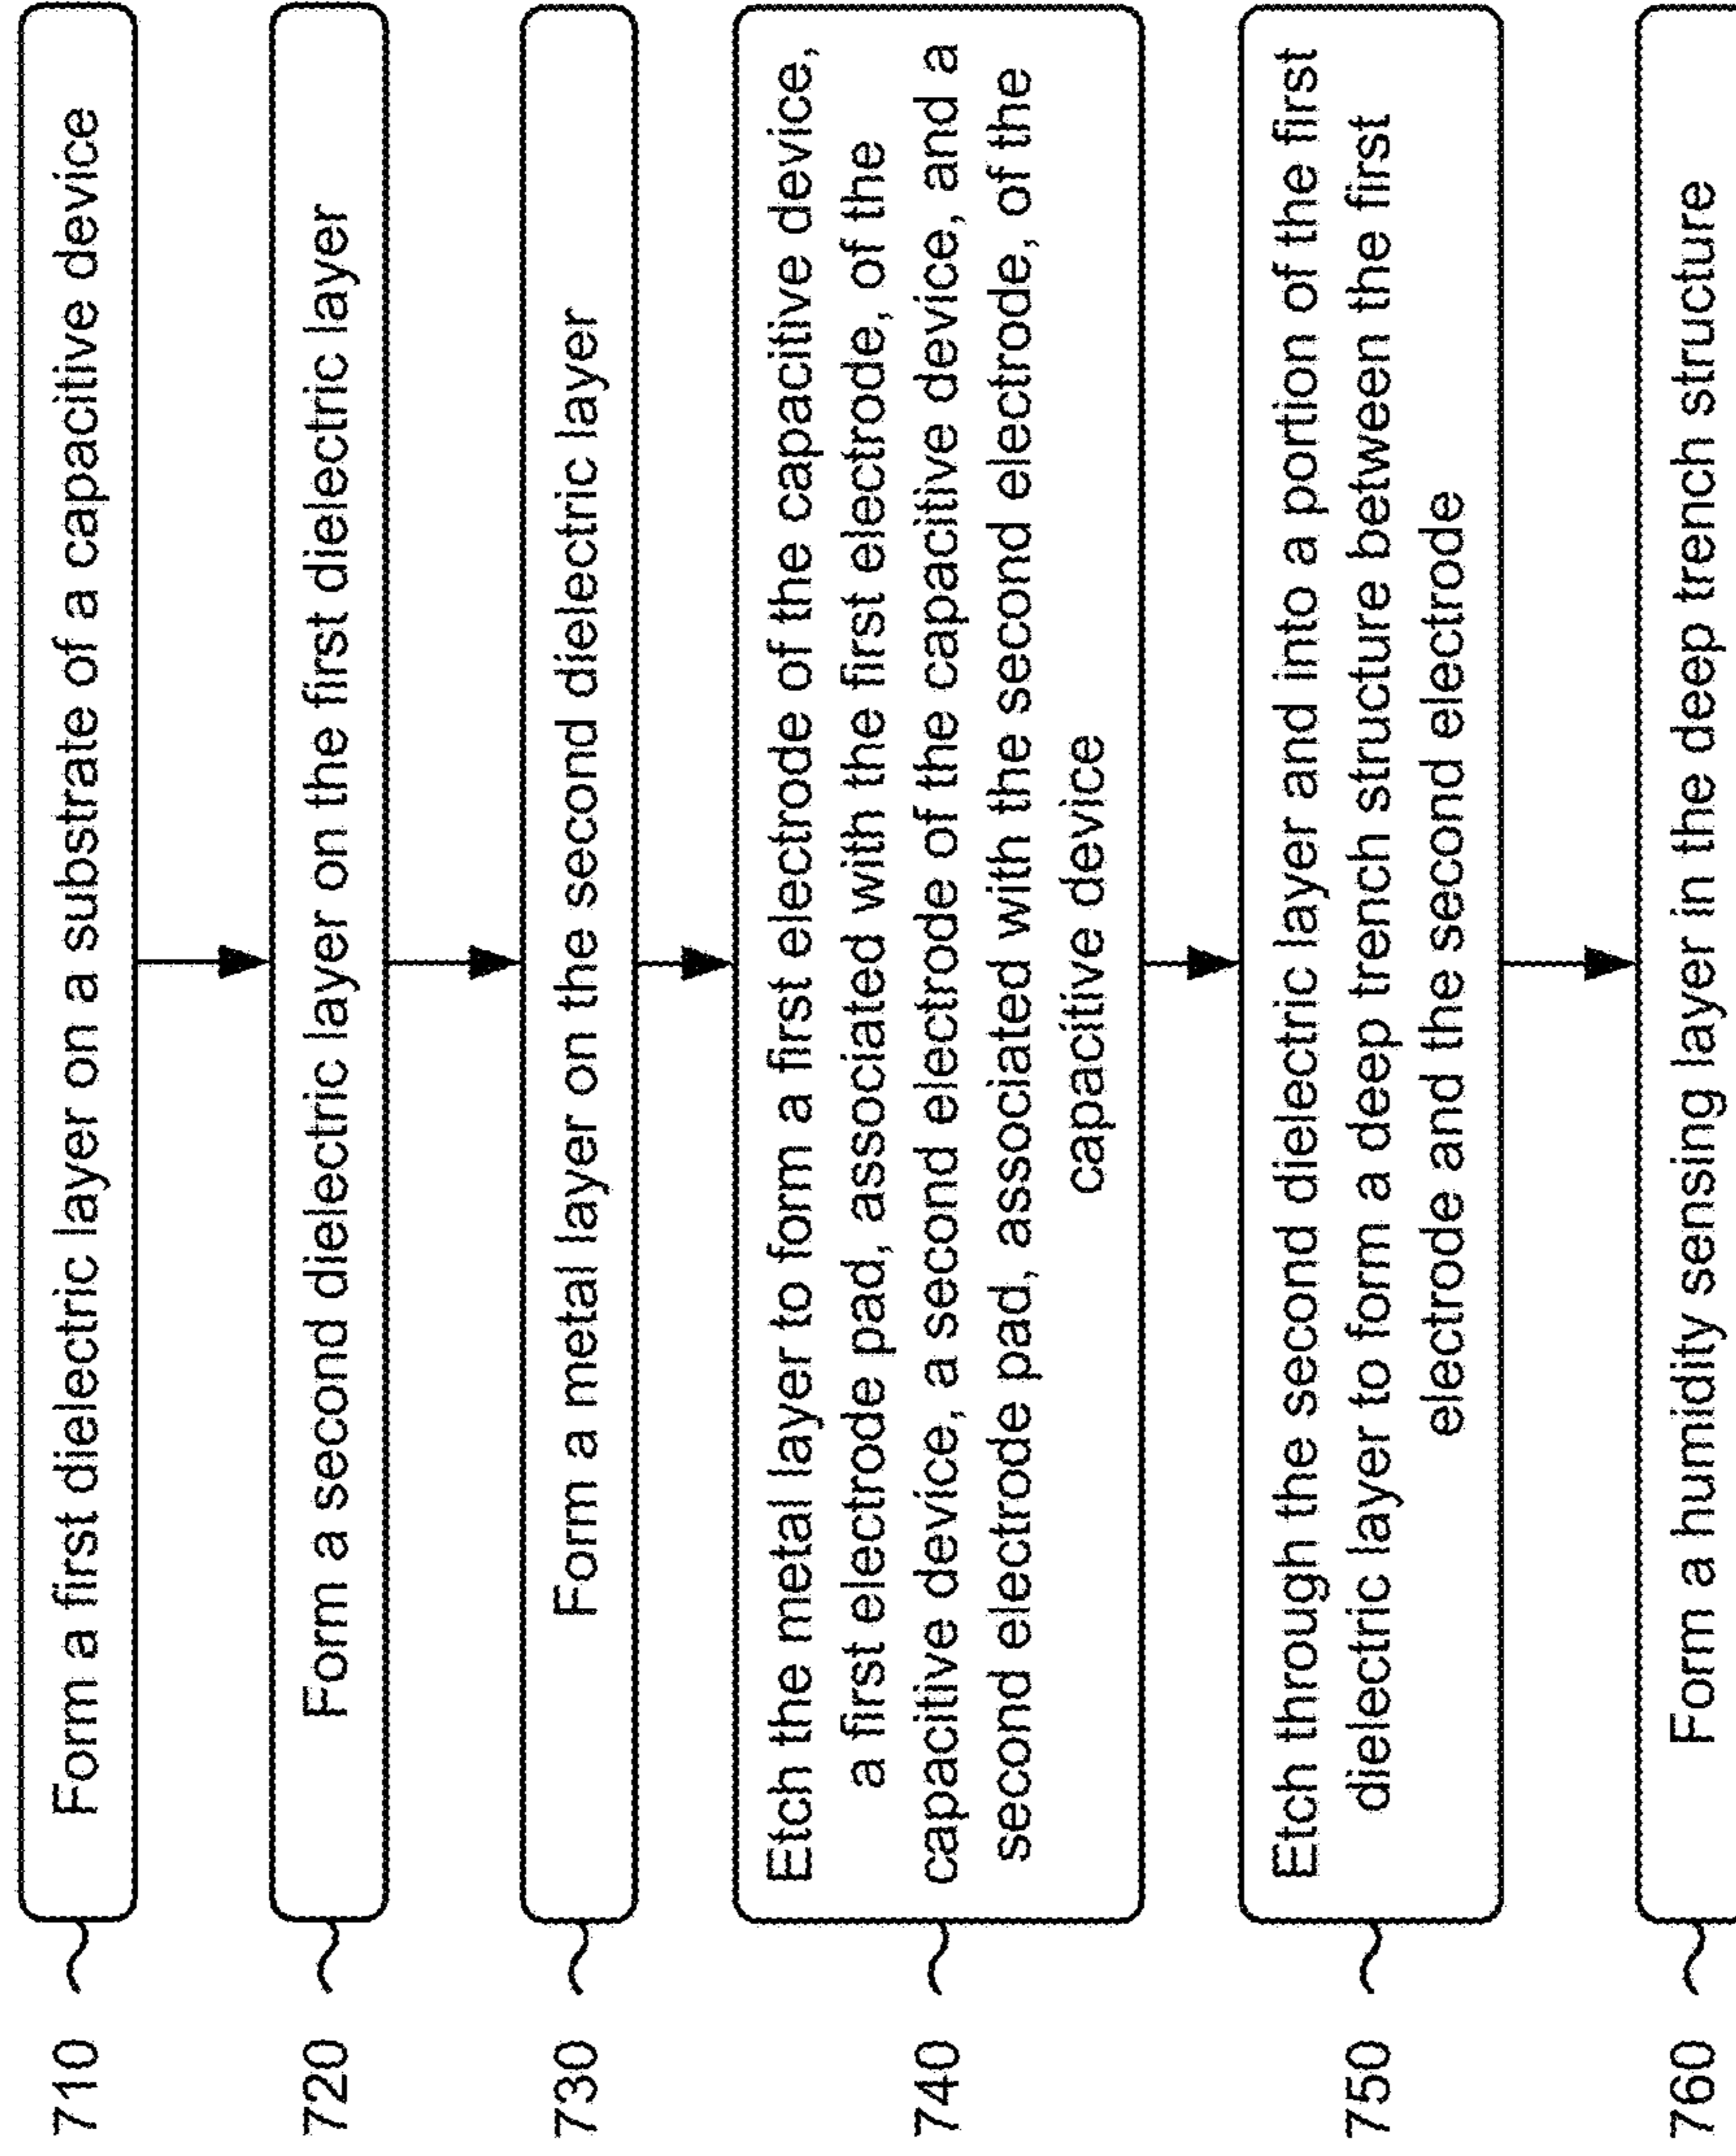 710
Form a first dielectric layer on a substrate of a capacitive device
720
Form a second dielectric layer on the first dielectric layer
730
Form a metal layer on the second dielectric layer
740
Etch the metal layer to form a first electrode of the capacitive device,
a first electrode pad, associated with the first electrode, of the
capacitive device, a second electrode of the capacitive device, and a
second electrode pad, associated with the second electrode, of the
capacitive device
750
Etch through the second dielectric layer and into a portion of the first
dielectric layer to form a deep trench structure between the first
electrode and the second electrode
760
Form a humidity sensing layer in the deep trench structure